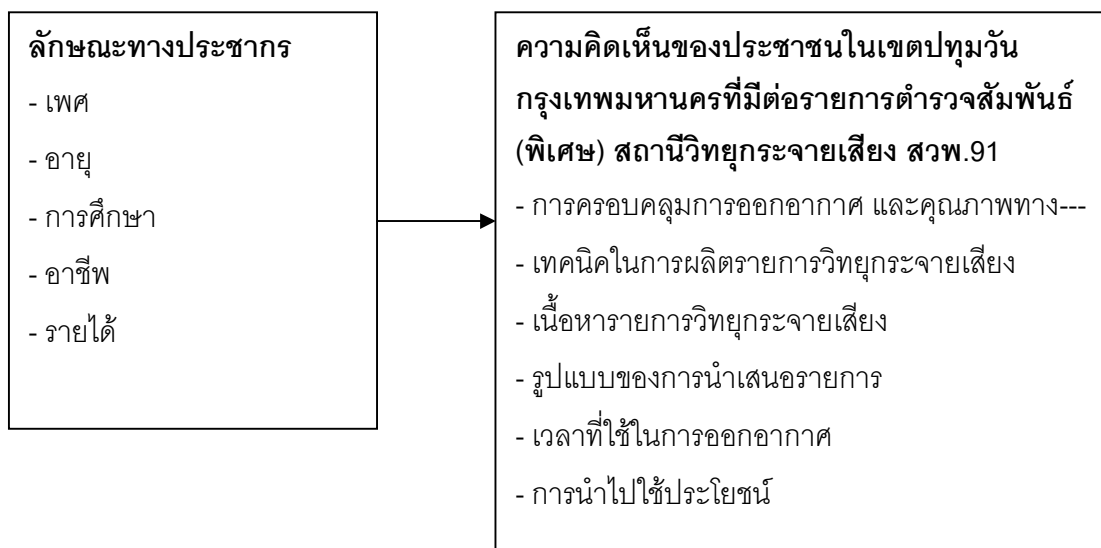 ลักษณะทางประชากร
- เพศ
- อายุ
- การศึกษา
- อาชีพ
- รายได้
ความคิดเห็นของประชาชนในเขตปทุมวัน
กรุงเทพมหานครที่มีต่อรายการตำรวจสัมพันธ์
(พิเศษ) สถานีวิทยุกระจายเสียง สวพ.91
- การครอบคลุมการออกอากาศ และคุณภาพทาง---
- เทคนิคในการผลิตรายการวิทยุกระจายเสียง
- เนื้อหารายการวิทยุกระจายเสียง
- รูปแบบของการนำเสนอรายการ
- เวลาที่ใช้ในการออกอากาศ
- การนำไปใช้ประโยชน์